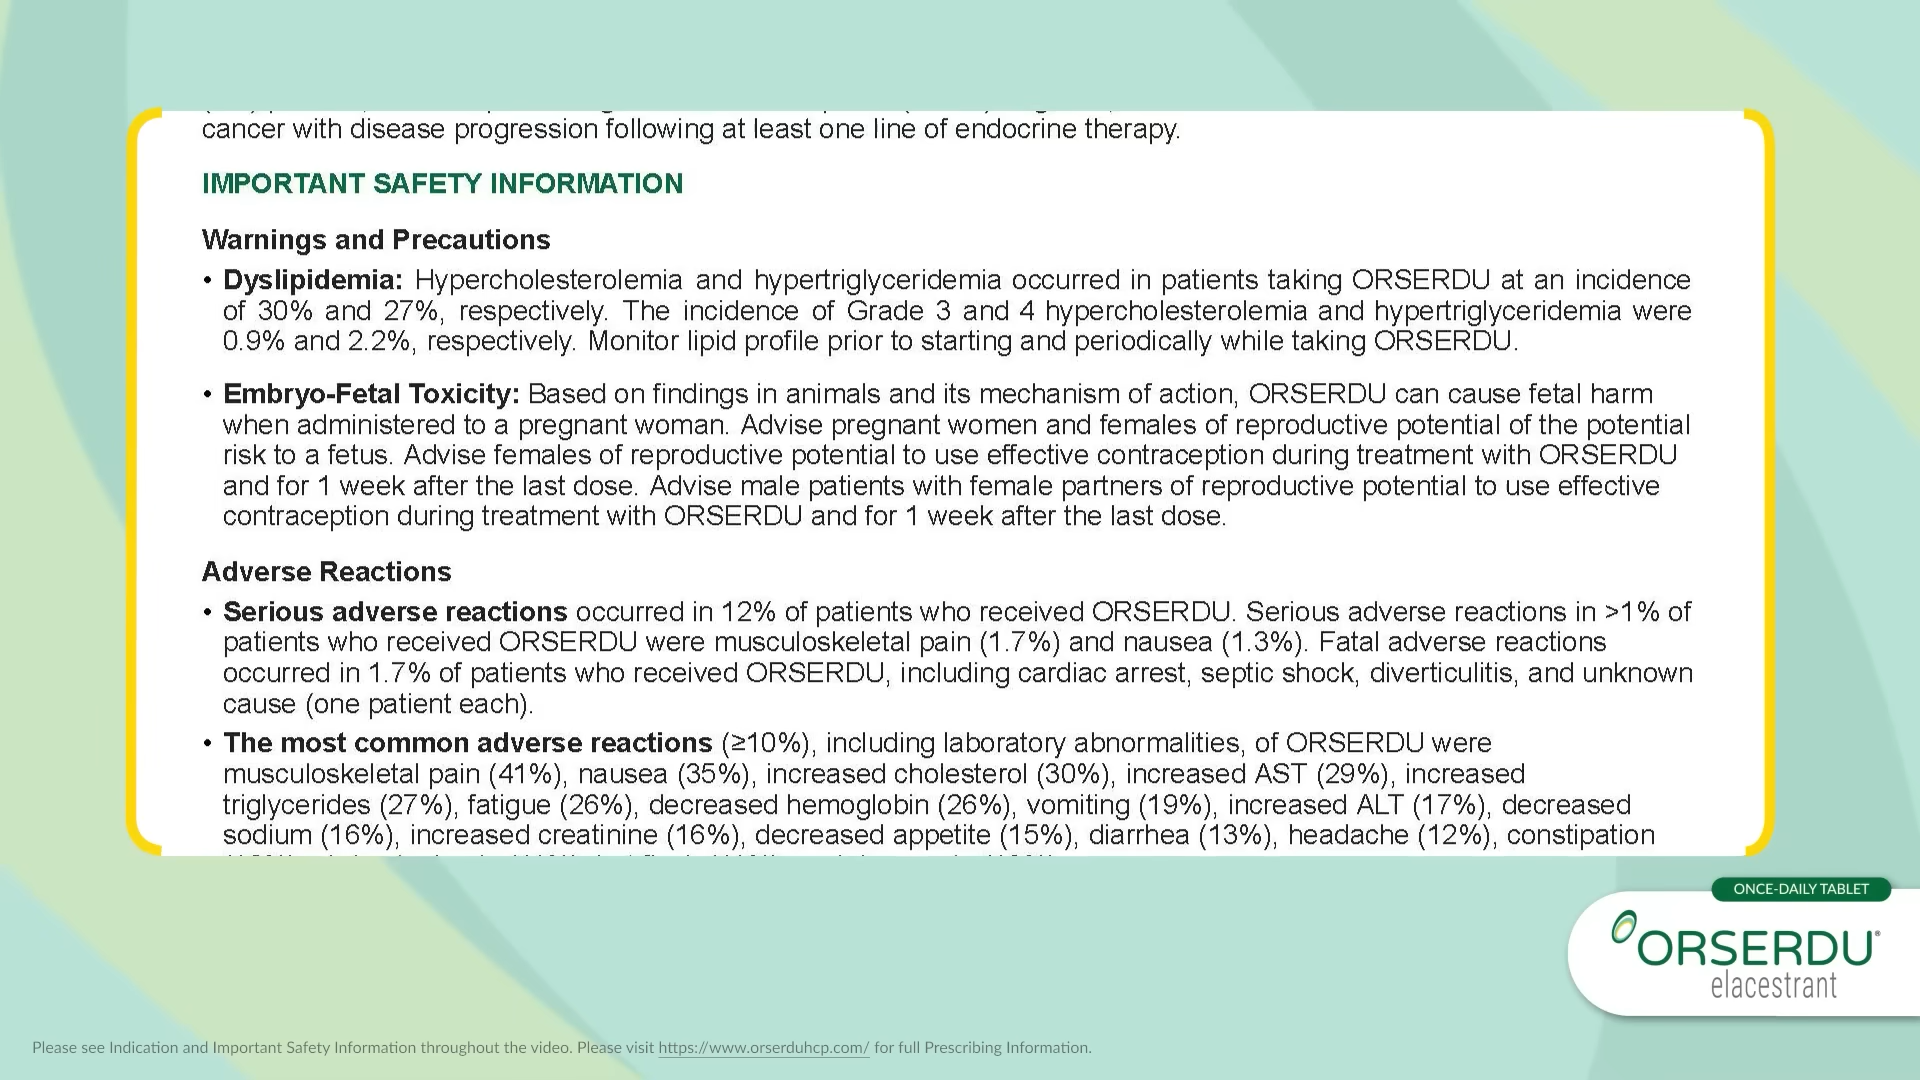 cancer with disease progression following at least one line of endocrine therapy.
IMPORTANT SAFETY INFORMATION
Warnings and Precautions
• Dyslipidemia: Hypercholesterolemia and hypertriglyceridemia occurred in patients taking ORSERDU at an incidence
of 30% and 27%, respectively. The incidence of Grade 3 and 4 hypercholesterolemia and hypertriglyceridemia were
0.9% and 2.2%, respectively. Monitor lipid profile prior to starting and periodically while taking ORSERDU.
• Embryo-Fetal Toxicity: Based on findings in animals and its mechanism of action, ORSERDU can cause fetal harm
when administered to a pregnant woman. Advise pregnant women and females of reproductive potential of the potential
risk to a fetus. Advise females of reproductive potential to use effective contraception during treatment with ORSERDU
and for 1 week after the last dose. Advise male patients with female partners of reproductive potential to use effective
contraception during treatment with ORSERDU and for 1 week after the last dose.
Adverse Reactions
• Serious adverse reactions occurred in 12% of patients who received ORSERDU. Serious adverse reactions in >1% of
patients who received ORSERDU were musculoskeletal pain (1.7%) and nausea (1.3%). Fatal adverse reactions
occurred in 1.7% of patients who received ORSERDU, including cardiac arrest, septic shock, diverticulitis, and unknown
cause (one patient each).
• The most common adverse reactions (≥10%), including laboratory abnormalities, of ORSERDU were
musculoskeletal pain (41%), nausea (35%), increased cholesterol (30%), increased AST (29%), increased
triglycerides (27%), fatigue (26%), decreased hemoglobin (26%), vomiting (19%), increased ALT (17%), decreased
sodium (16%), increased creatinine (16%), decreased appetite (15%), diarrhea (13%), headache (12%), constipation
ONCE-DAILY TABLET
ORSERDU®
elacestrant
Please see Indication and Important Safety Information throughout the video. Please visit https://www.orserduhcp.com/ for full Prescribing Information.